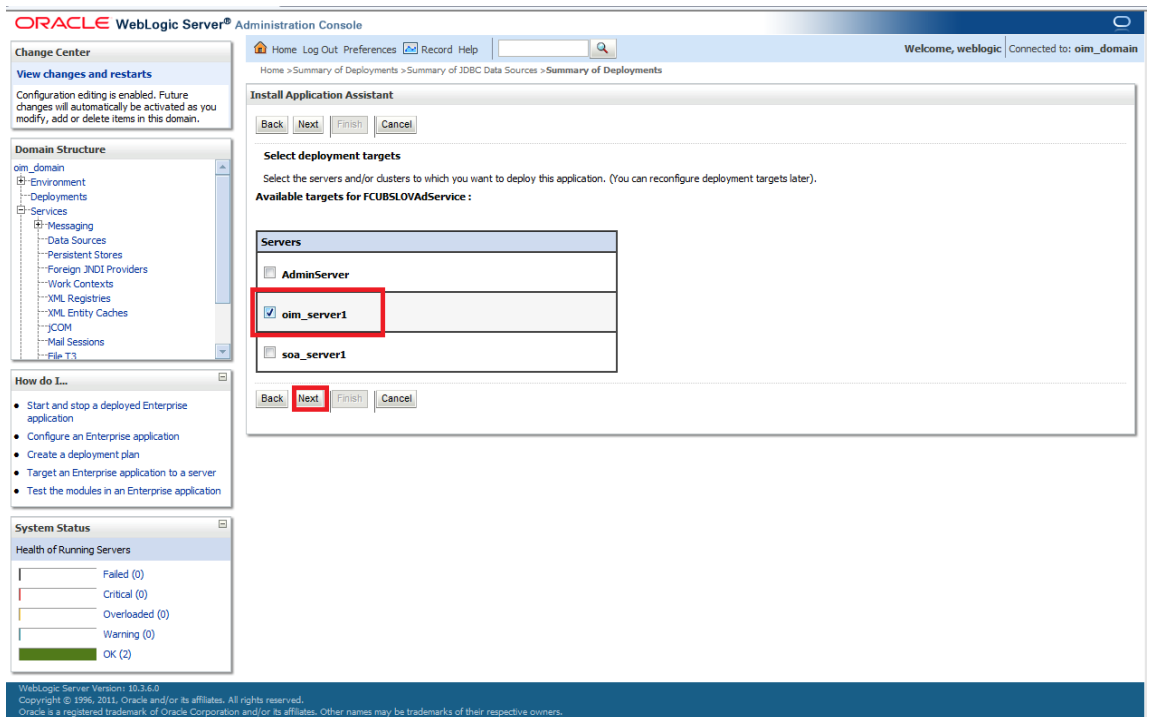 ORACLE WebLogic Server® Administration Console
Change Center
View changes and restarts
Configuration editing is enabled. Future
changes will automatically be activated as you
modify, add or delete items in this domain.
Domain Structure
oim_domain
Environment
Deployments
Services
Messaging
Data Sources
Persistent Stores
Foreign JNDI Providers
Work Contexts
XML Registries
XML Entity Caches
jCOM
Mail Sessions
File T3
How do I...
Start and stop a deployed Enterprise
application
Configure an Enterprise application
Create a deployment plan
Target an Enterprise application to a server
Test the modules in an Enterprise application
System Status
Health of Running Servers
Failed (0)
Critical (0)
Overloaded (0)
Warning (0)
OK (2)
Home Log Out Preferences Record Help
Welcome, weblogic Connected to: oim_domain
Home >Summary of Deployments >Summary of JDBC Data Sources >Summary of Deployments
Install Application Assistant
Back Next Finish Cancel
Select deployment targets
Select the servers and/or clusters to which you want to deploy this application. (You can reconfigure deployment targets later).
Available targets for FCUBSLOVAdService :
Servers
AdminServer
oim_server1
soa_server1
Back Next Finish Cancel
WebLogic Server Version: 10.3.6.0
Copyright © 1996, 2011, Oracle and/or its affiliates. All rights reserved.
Oracle is a registered trademark of Oracle Corporation and/or its affiliates. Other names may be trademarks of their respective owners.